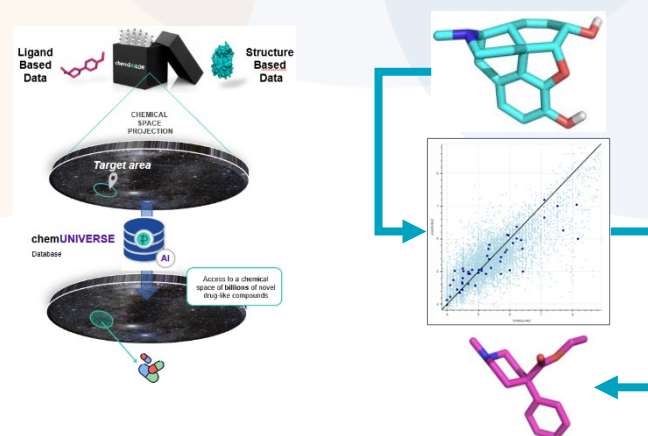 Ligand
Based
Data
chemTAILOR
Structure
Based
Data
CHEMICAL
SPACE
PROJECTION
Target area
chemUNIVERSE
Database
AI
Access to a chemical
space of billions of novel
drug-like compounds